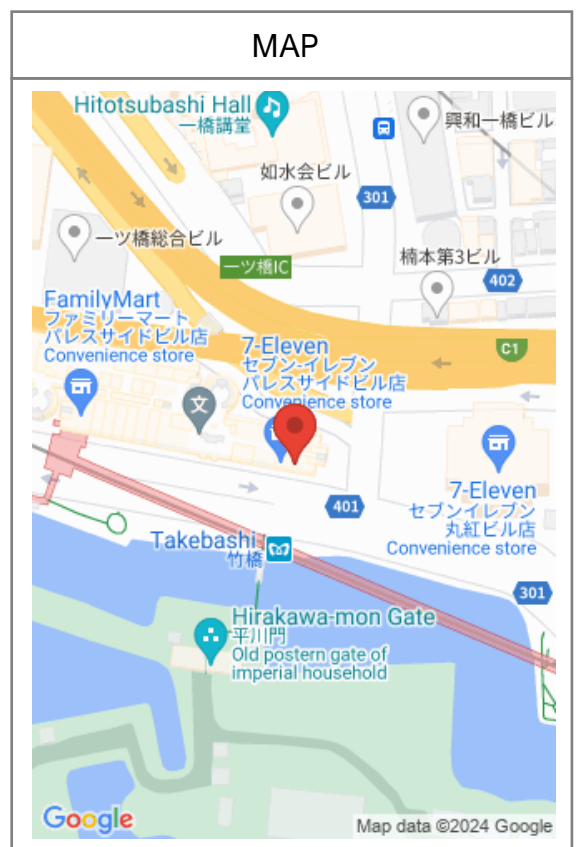 MAP
Hitotsubashi Hall
一橋講堂
興和一橋ビル
如水会ビル
301
一ツ橋総合ビル
一ツ橋IC
楠本第3ビル
402
FamilyMart
ファミリーマート
パレスサイドビル店
Convenience store
7-Eleven
セブン-イレブン
パレスサイドビル店
Convenience store
C1
文
7-Eleven
セブンイレブン
丸紅ビル店
Convenience store
401
Takebashi
竹橋
301
Hirakawa-mon Gate
平川門
Old postern gate of
imperial household
Google
Map data ©2024 Google